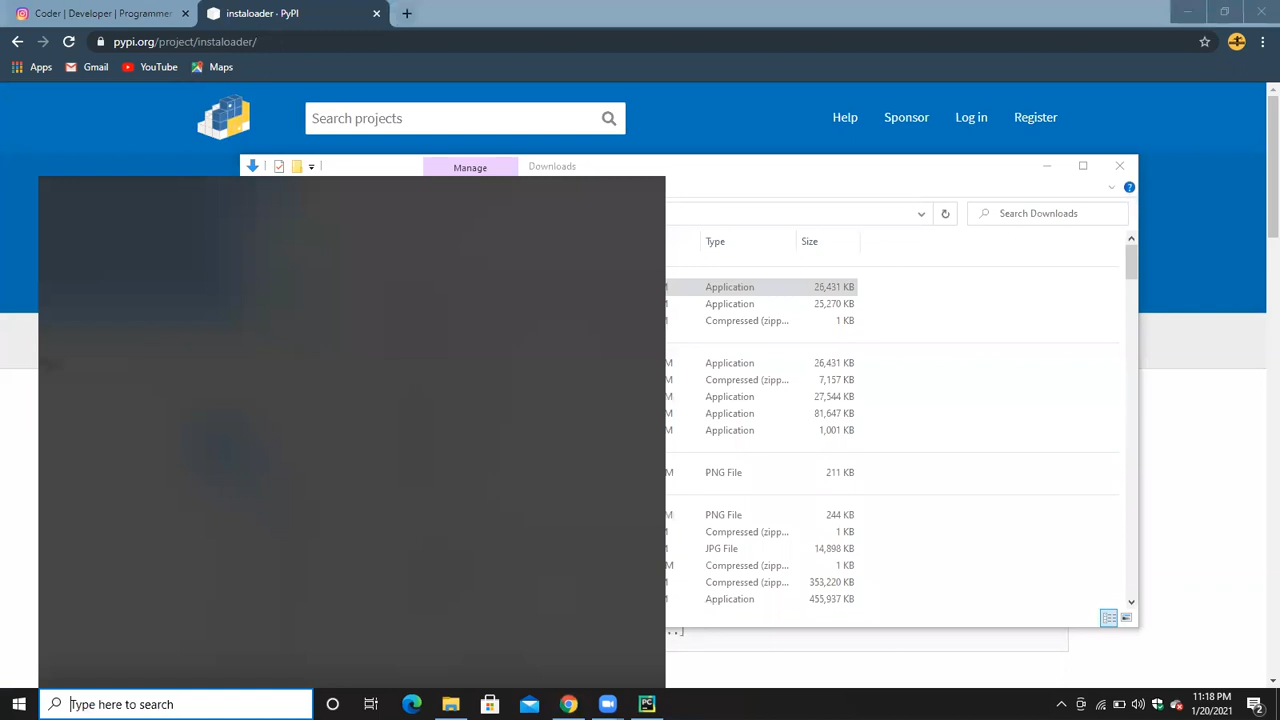 Coder | Developer | Programmer
instaloader · PyPI
pypi.org/project/instaloader/
Apps Gmail YouTube Maps
Search projects
Help Sponsor Log in Register
Manage Downloads
Search Downloads
Type Size
Application 26,431 KB
Application 25,270 KB
Compressed (zipp... 1 KB
M Application 26,431 KB
M Compressed (zipp... 7,157 KB
M Application 27,544 KB
M Application 81,647 KB
M Application 1,001 KB
M PNG File 211 KB
PNG File 244 KB
Compressed (zipp... 1 KB
JPG File 14,898 KB
M Compressed (zipp... 1 KB
Compressed (zipp... 353,220 KB
Application 455,937 KB
..]
Type here to search
11:18 PM
1/20/2021
2